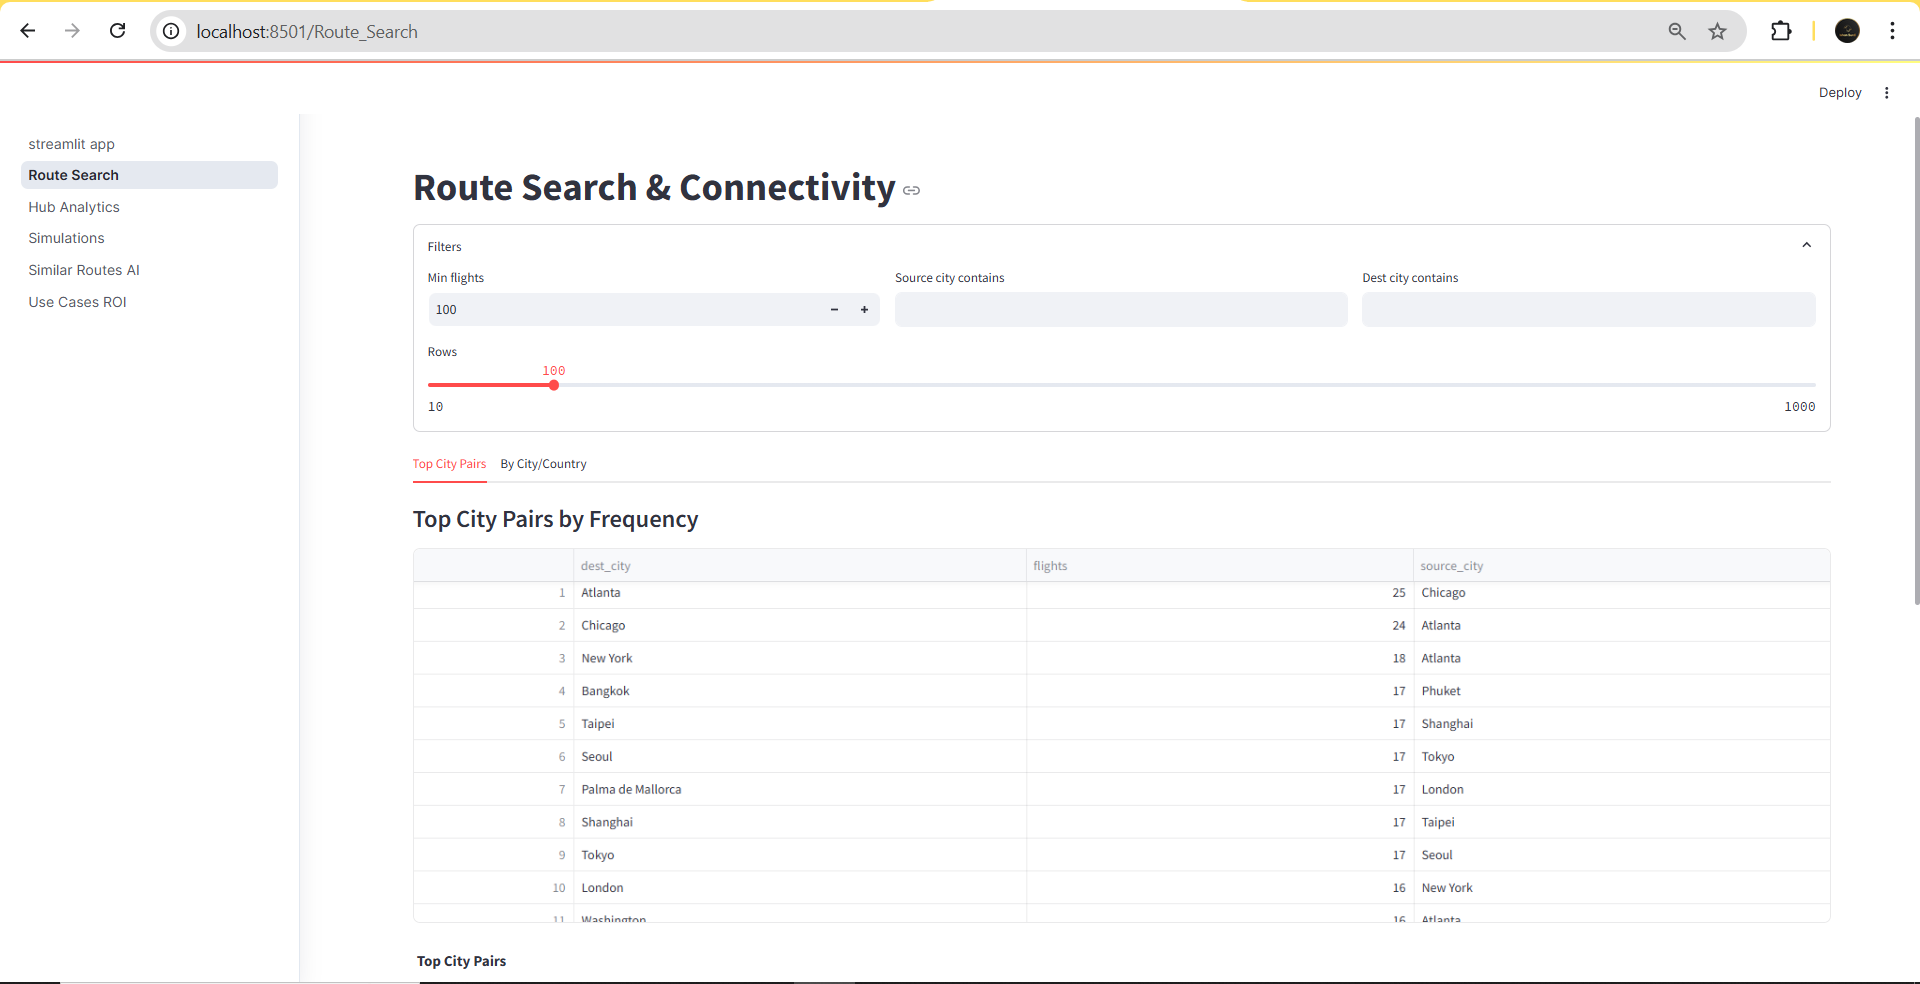 localhost:8501/Route_Search
Deploy
streamlit app
Route Search
Hub Analytics
Simulations
Similar Routes AI
Use Cases ROI
Route Search & Connectivity
Filters
Min flights Source city contains Dest city contains
100 - +
Rows
100
10 1000
Top City Pairs By City/Country
Top City Pairs by Frequency
dest_city flights source_city
1 Atlanta 25 Chicago
2 Chicago 24 Atlanta
3 New York 18 Atlanta
4 Bangkok 17 Phuket
5 Taipei 17 Shanghai
6 Seoul 17 Tokyo
7 Palma de Mallorca 17 London
8 Shanghai 17 Taipei
9 Tokyo 17 Seoul
10 London 16 New York
11 Washington 16 Atlanta
Top City Pairs